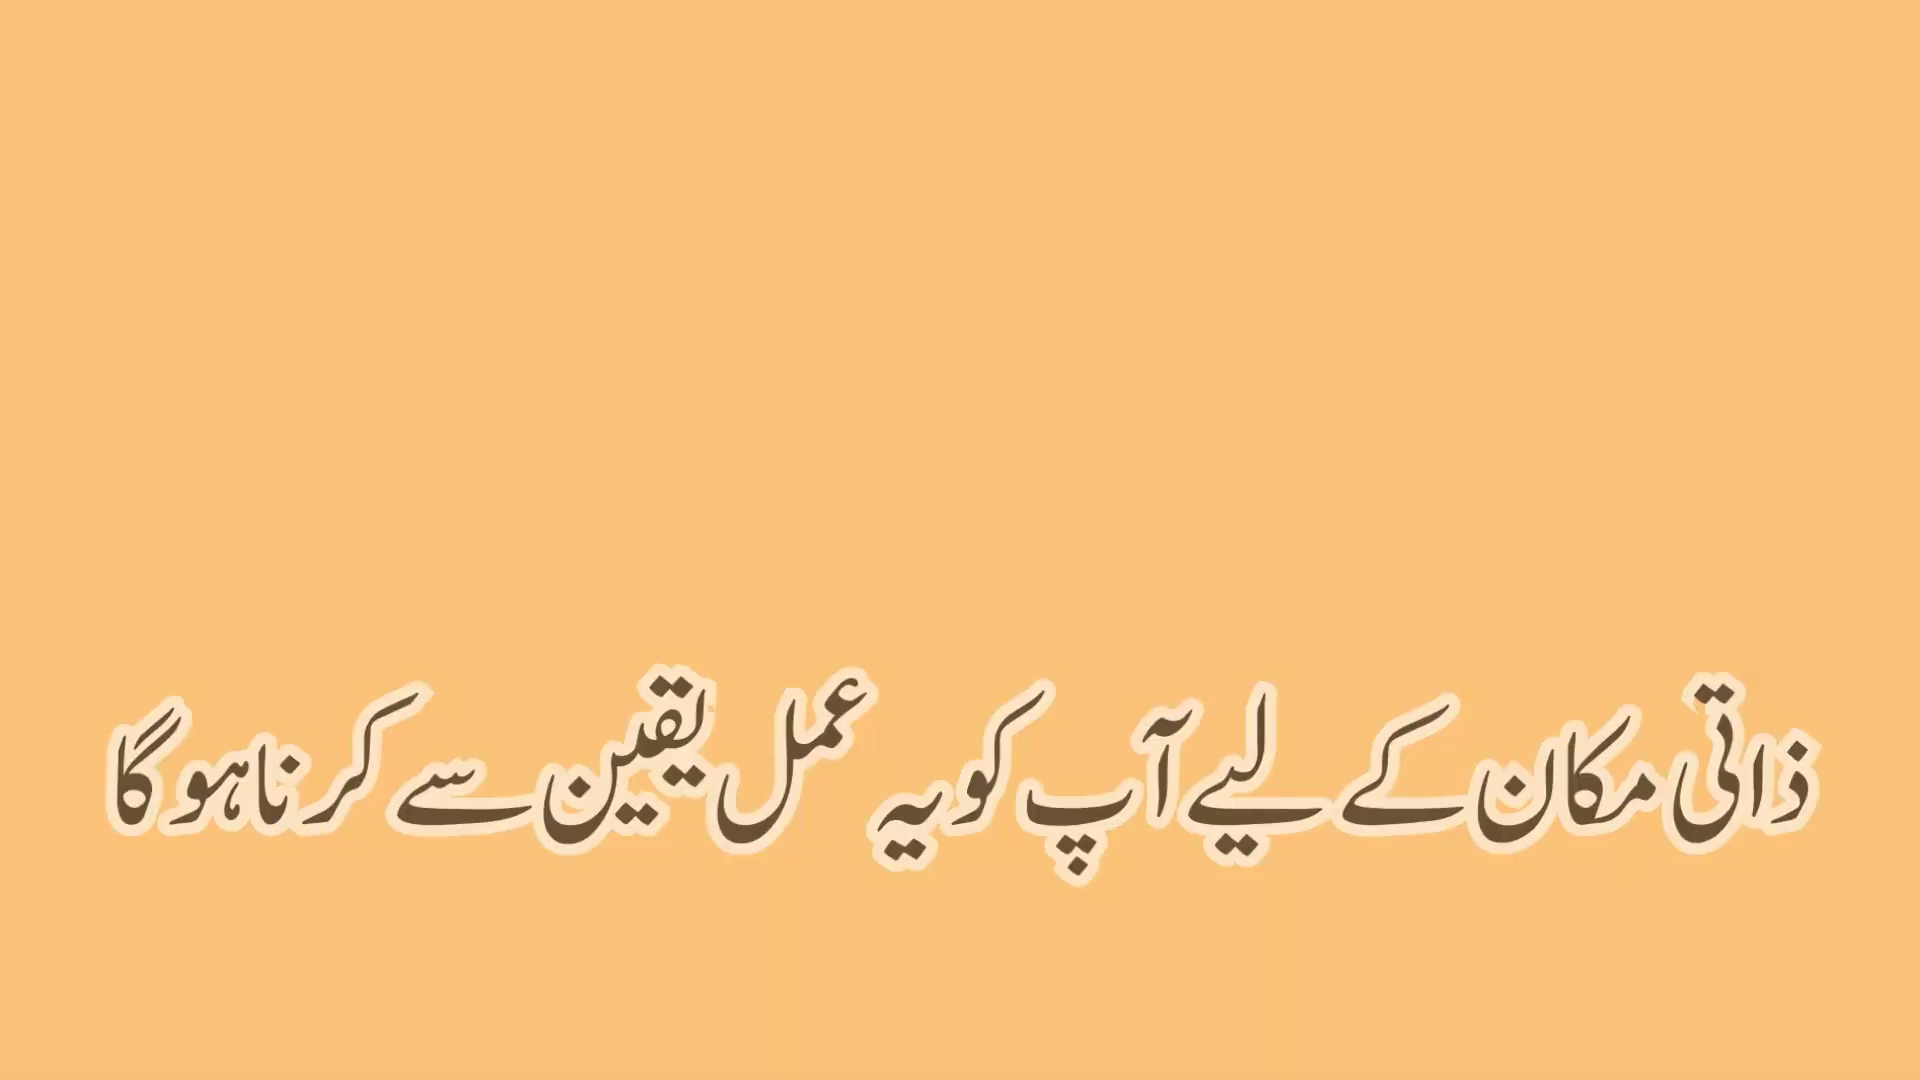 ذاتی مکان کے لیے آپ کو یہ عمل یقین سے کرنا ہو گا